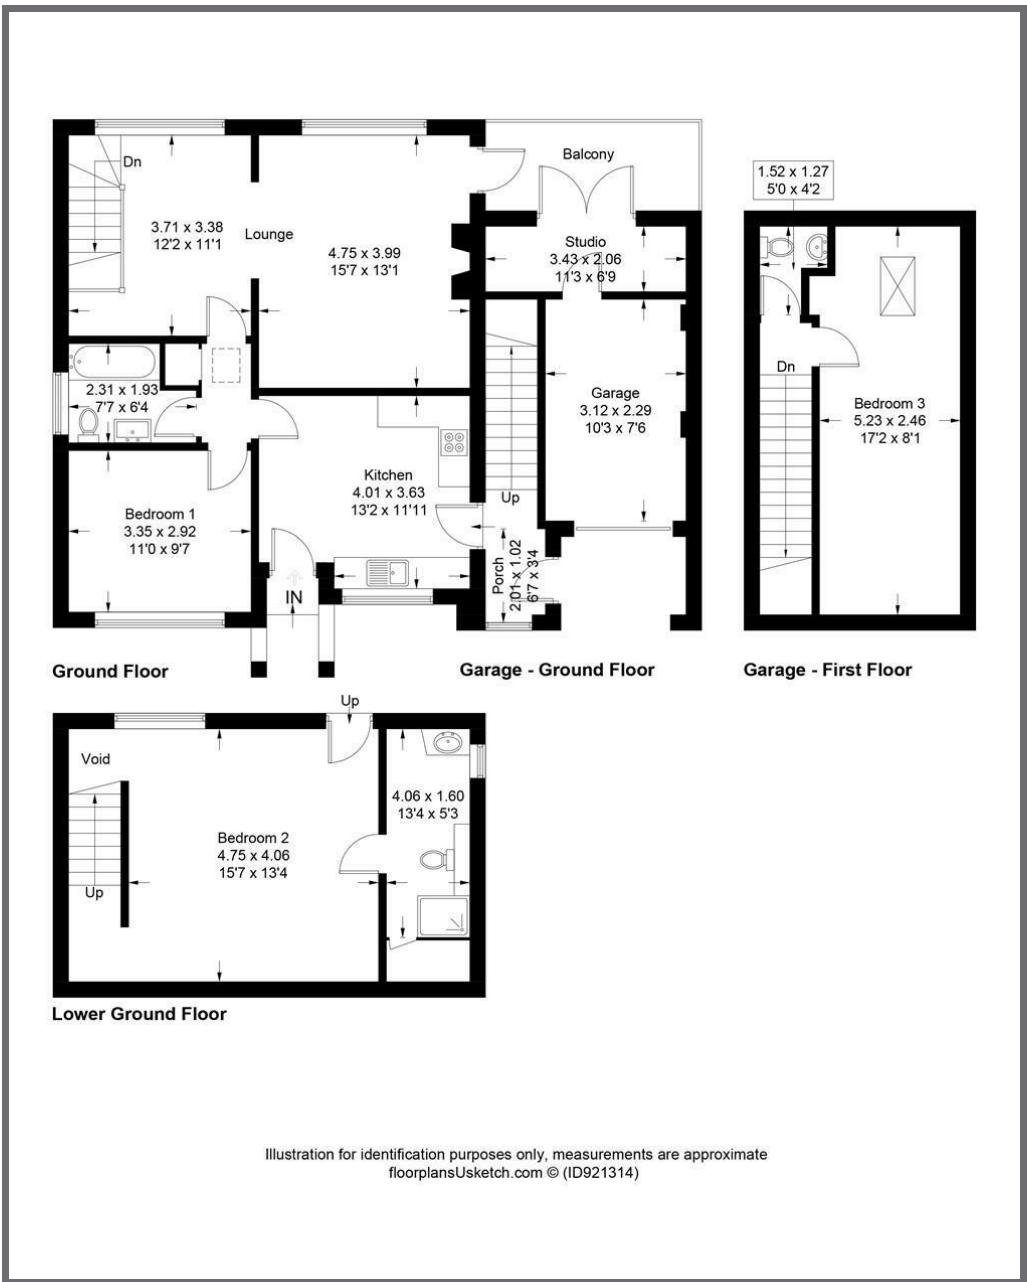 Balcony
1.52 x 1.27
5'0 x 4'2
Dn
3.71 x 3.38
12'2 x 11'1
Lounge
4.75 x 3.99
15'7 x 13'1
Studio
3.43 x 2.06
11'3 x 6'9
2.31 x 1.93
7'7 x 6'4
Garage
3.12 x 2.29
10'3 x 7'6
Dn
Bedroom 3
5.23 x 2.46
17'2 x 8'1
Kitchen
4.01 x 3.63
13'2 x 11'11
Up
Bedroom 1
3.35 x 2.92
11'0 x 9'7
Porch
2.01 x 1.02
6'7 x 3'4
IN
Ground Floor
Garage - Ground Floor
Garage - First Floor
Up
Void
4.06 x 1.60
13'4 x 5'3
Bedroom 2
4.75 x 4.06
15'7 x 13'4
Up
Lower Ground Floor
Illustration for identification purposes only, measurements are approximate
floorplansUsketch.com © (ID921314)